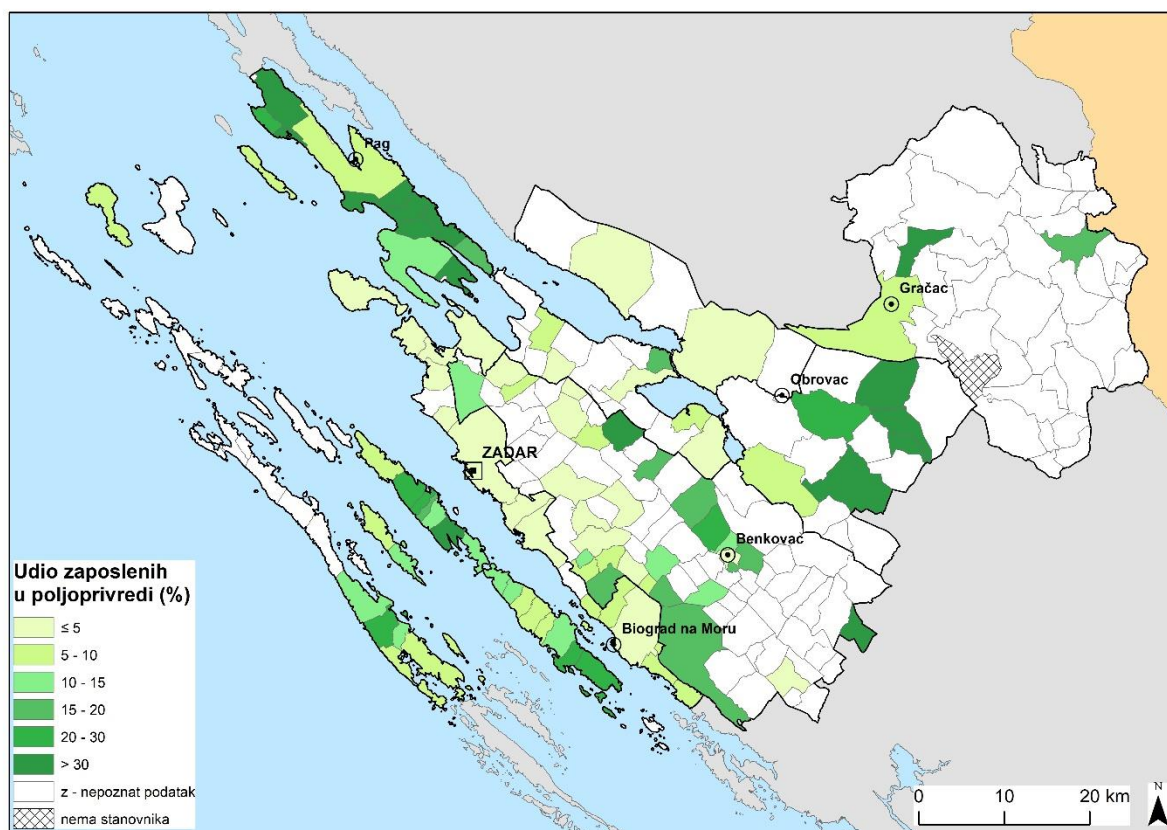 Pag
Gračac
Obrovac
ZADAR
Benkovac
Biograd na Moru
Udio zaposlenih
u poljoprivredi (%)
≤ 5
5 - 10
10 - 15
15 - 20
20 - 30
> 30
z - nepoznat podatak
nema stanovnika
0 10 20 km
N